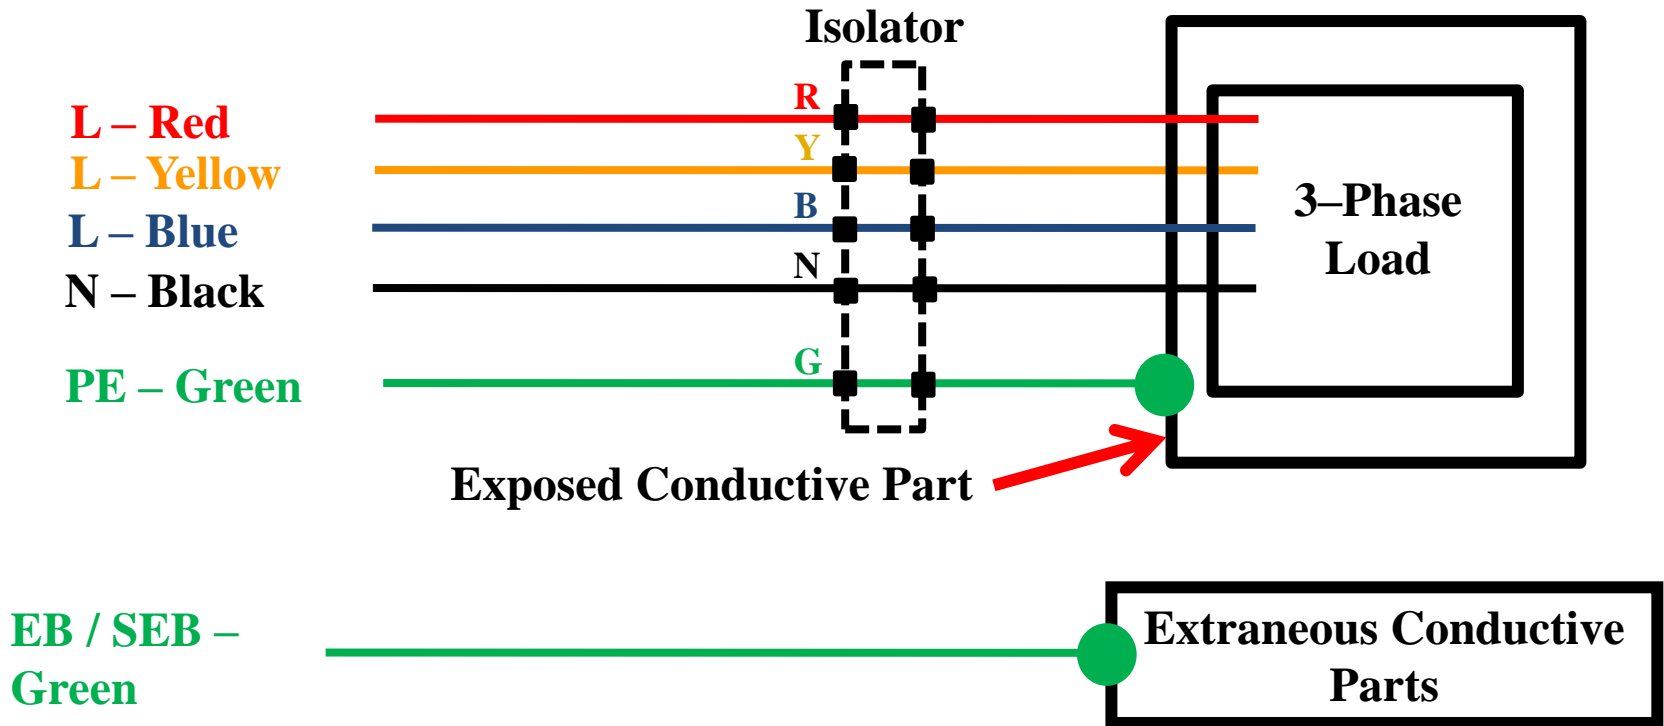 Isolator
L – Red
R
L – Yellow
Y
L – Blue
B
N – Black
N
3–Phase
Load
PE – Green
G
Exposed Conductive Part
EB / SEB –
Green
Extraneous Conductive
Parts